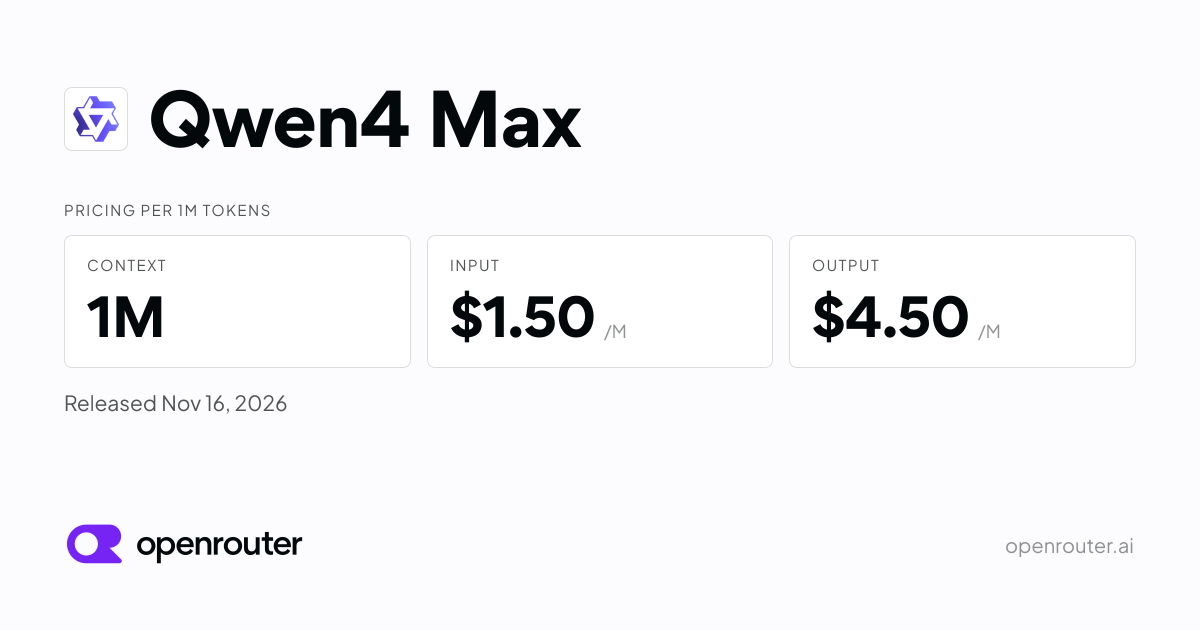 Qwen4 Max
PRICING PER 1M TOKENS
CONTEXT
1M
INPUT
$1.50 /M
OUTPUT
$4.50 /M
Released Nov 16, 2026
openrouter
openrouter.ai